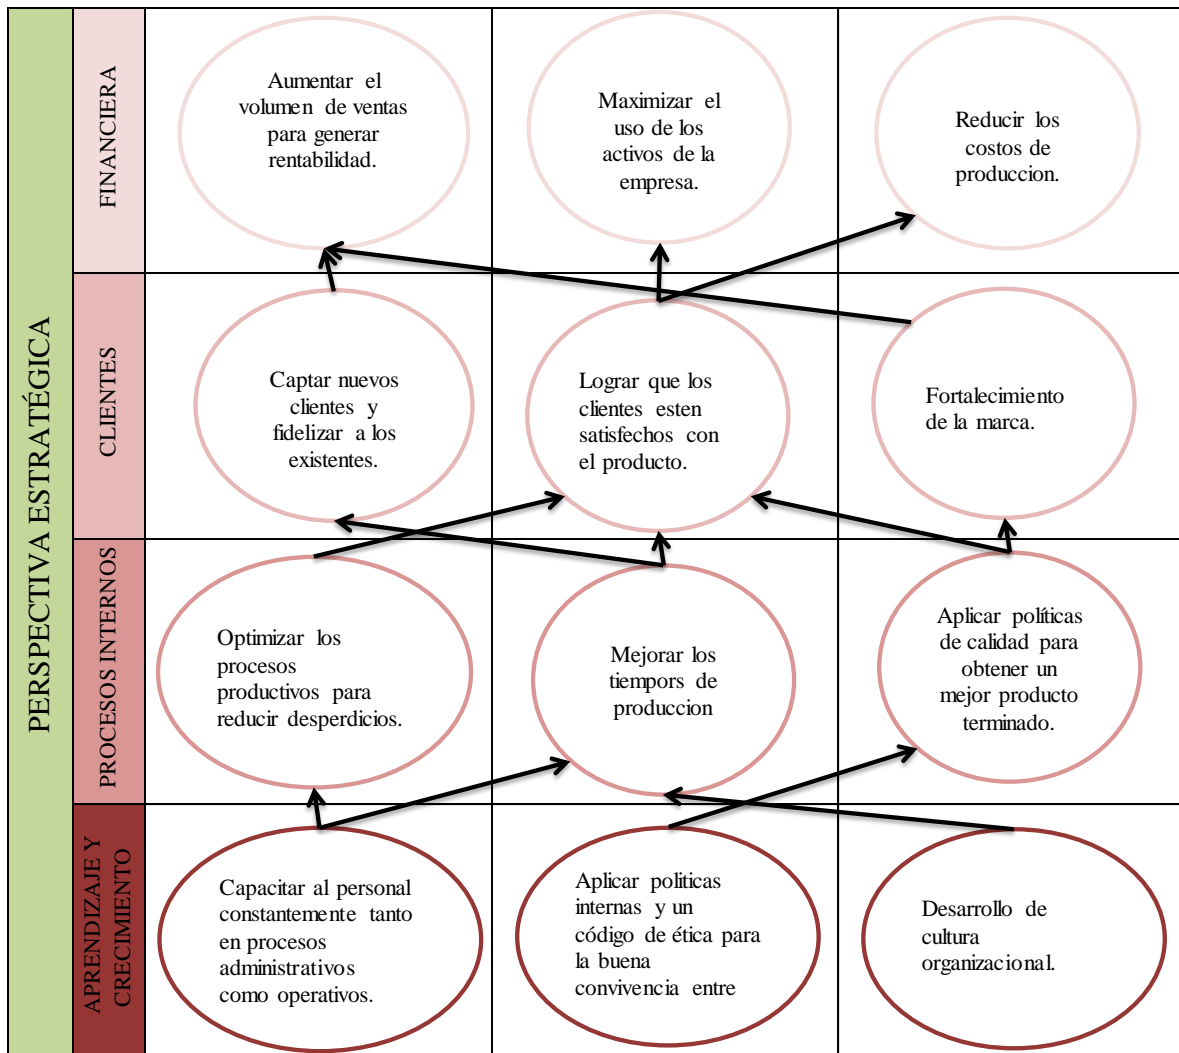 PERSPECTIVA ESTRATÉGICA
FINANCIERA
Aumentar el
volumen de ventas
para generar
rentabilidad.
Maximizar el
uso de los
activos de la
empresa.
Reducir los
costos de
produccion.
CLIENTES
Captar nuevos
clientes y
fidelizar a los
existentes.
Lograr que los
clientes esten
satisfechos con
el producto.
Fortalecimiento
de la marca.
PROCESOS INTERNOS
Optimizar los
procesos
productivos para
reducir desperdicios.
Mejorar los
tiempors de
produccion
Aplicar políticas
de calidad para
obtener un
mejor producto
terminado.
APRENDIZAJE Y
CRECIMIENTO
Capacitar al personal
constantemente tanto
en procesos
administrativos
como operativos.
Aplicar politicas
internas y un
código de ética para
la buena
convivencia entre
Desarrollo de
cultura
organizacional.